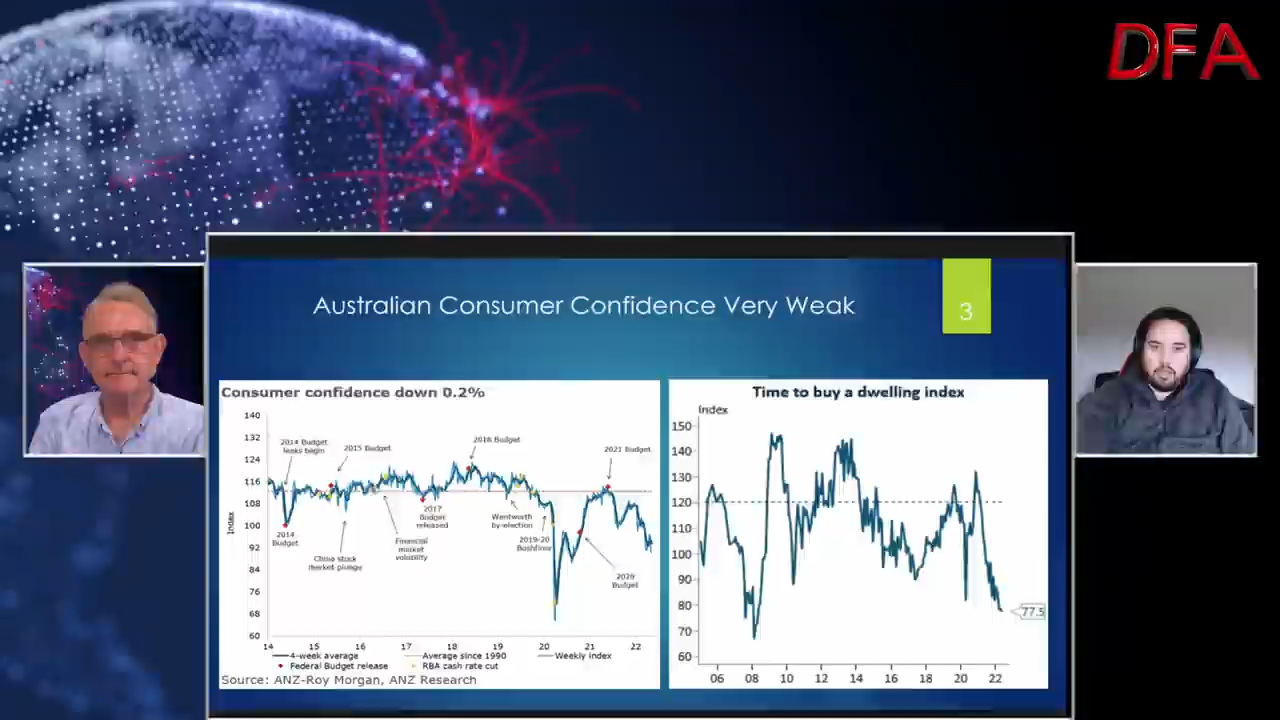 DFA
Australian Consumer Confidence Very Weak
3
Consumer confidence down 0.2%
140
132
124
116
108
100
92
84
76
68
60
Index
2014 Budget
leaks begin
2015 Budget
2016 Budget
2021 Budget
2014
Budget
China stock
market plunge
Financial
market
volatility
2017
Budget
released
Wentworth
by-election
2019-20
Bushfires
2020
Budget
14 15 16 17 18 19 20 21 22
4-week average Average since 1990 Weekly index
Federal Budget release RBA cash rate cut
Source: ANZ-Roy Morgan, ANZ Research
Time to buy a dwelling index
Index
150
140
130
120
110
100
90
80
70
60
77.5
06 08 10 12 14 16 18 20 22